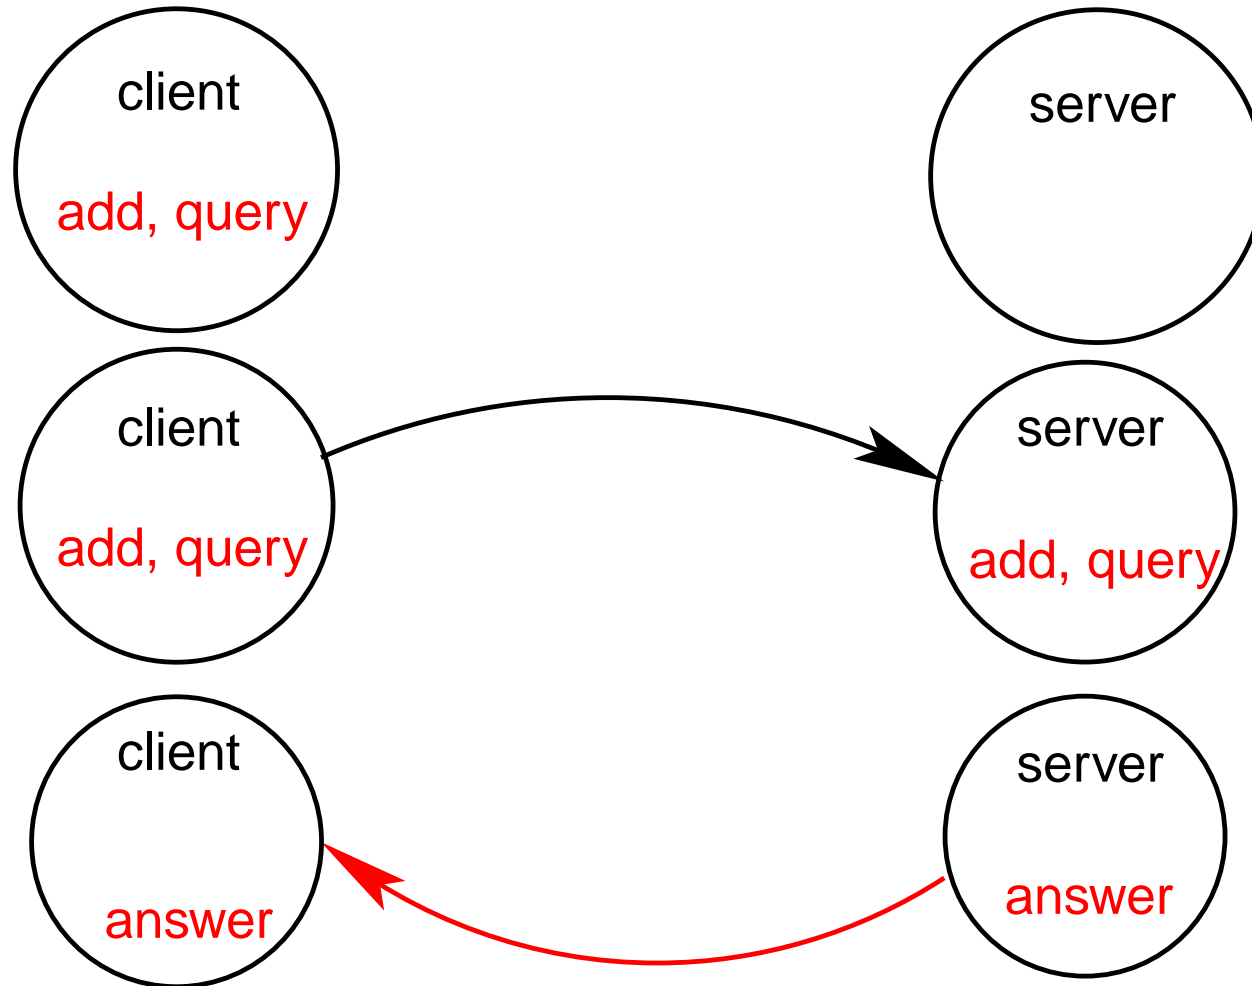 client
server
add, query
client
server
add, query
add, query
client
server
answer
answer